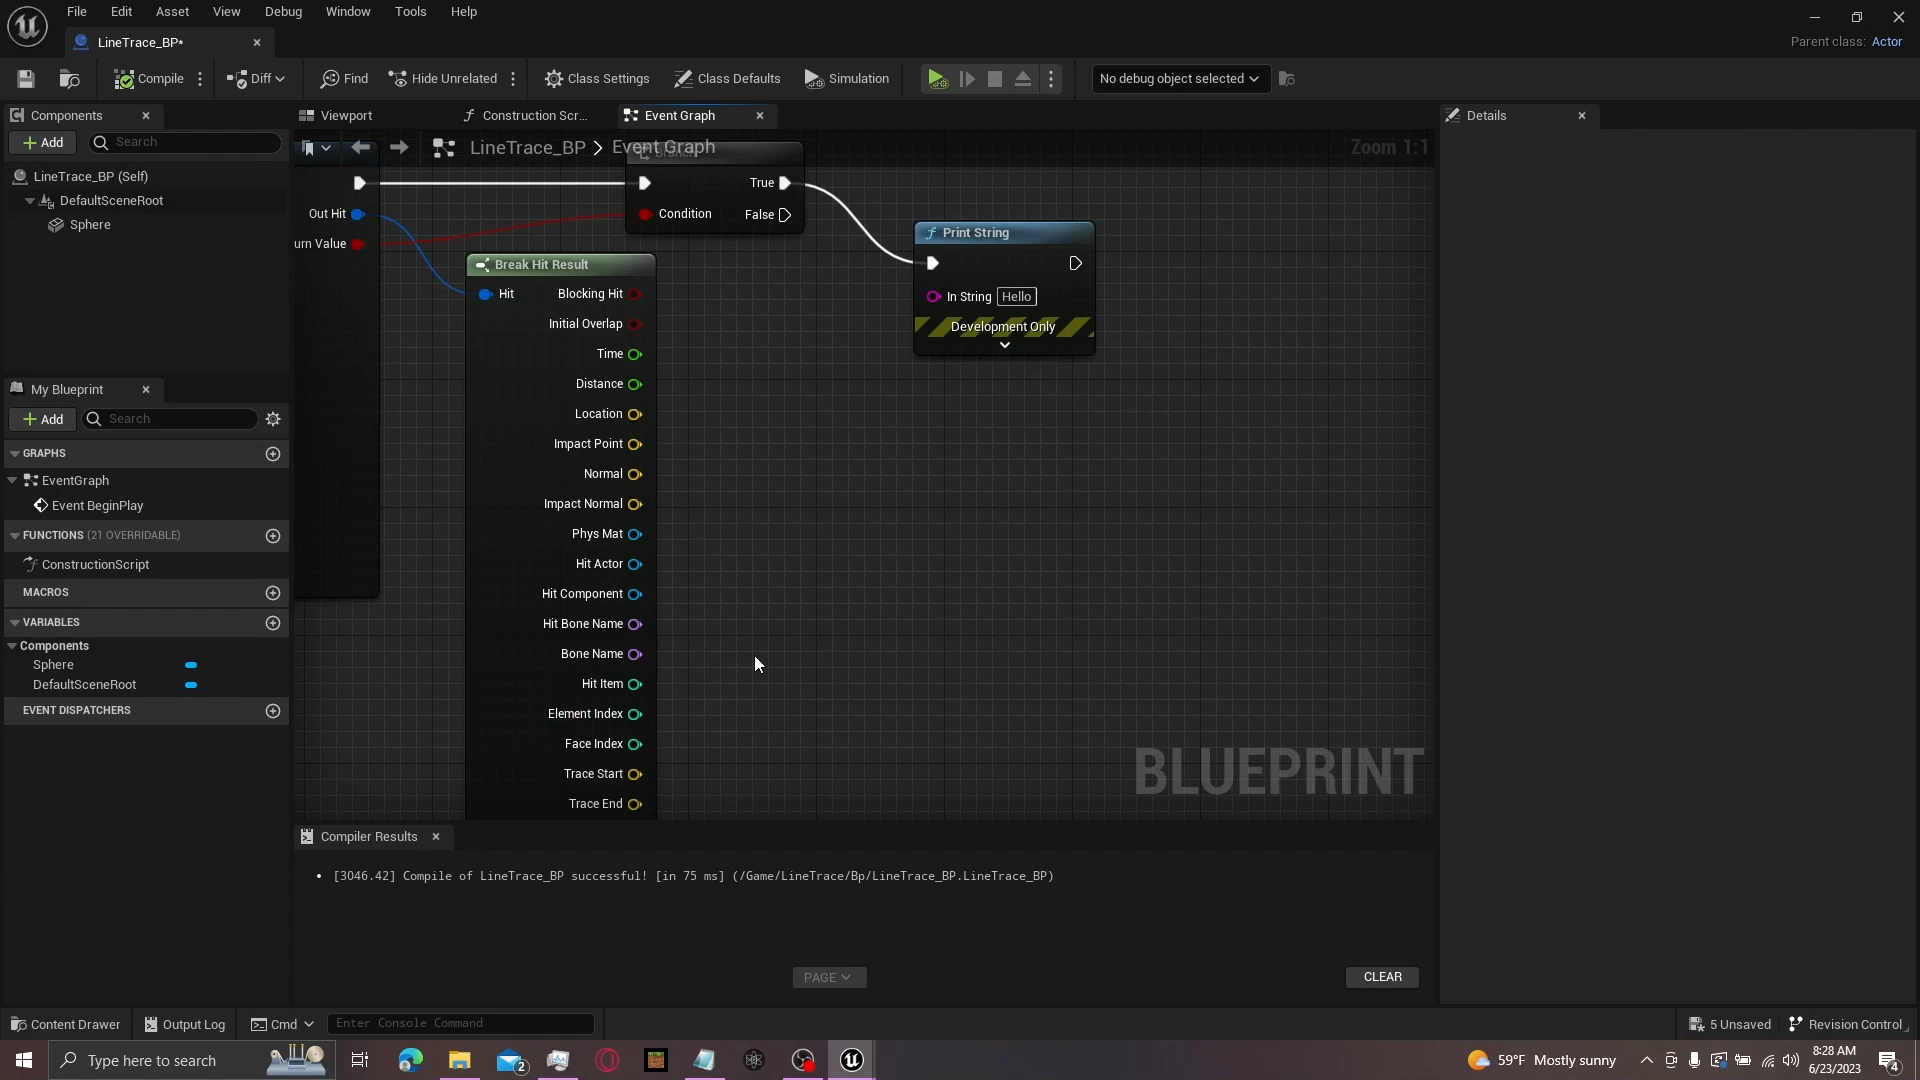 File Edit Asset View Debug Window Tools Help
LineTrace_BP*
Parent class: Actor
Compile Diff Find Hide Unrelated Class Settings Class Defaults Simulation No debug object selected
Components
Add Search
LineTrace_BP (Self)
DefaultSceneRoot
Sphere
My Blueprint
Add Search
GRAPHS
EventGraph
Event BeginPlay
FUNCTIONS (21 OVERRIDABLE)
ConstructionScript
MACROS
VARIABLES
Components
Sphere
DefaultSceneRoot
EVENT DISPATCHERS
Viewport Construction Scr... Event Graph
LineTrace_BP > Event Graph
Zoom 1:1
Branch
True
Out Hit
Condition
False
urn Value
Break Hit Result
Hit
Blocking Hit
Initial Overlap
Time
Distance
Location
Impact Point
Normal
Impact Normal
Phys Mat
Hit Actor
Hit Component
Hit Bone Name
Bone Name
Hit Item
Element Index
Face Index
Trace Start
Trace End
Print String
In String Hello
Development Only
BLUEPRINT
Details
Compiler Results
[3046.42] Compile of LineTrace_BP successful! [in 75 ms] (/Game/LineTrace/Bp/LineTrace_BP.LineTrace_BP)
PAGE
CLEAR
Content Drawer Output Log Cmd Enter Console Command 5 Unsaved Revision Control
Type here to search
2
59°F Mostly sunny
8:28 AM
6/23/2023
4